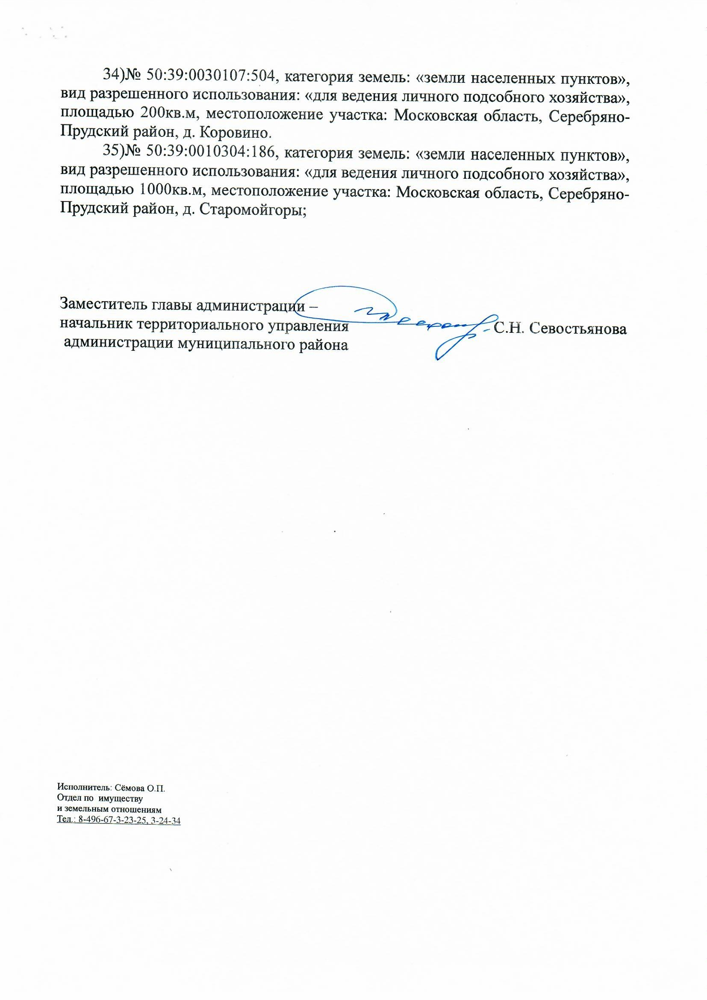 34)№ 50:39:0030107:504, категория земель: «земли населенных пунктов»,
вид разрешенного использования: «для ведения личного подсобного хозяйства»,
площадью 200кв.м, местоположение участка: Московская область, Серебряно-
Прудский район, д. Коровино.
35)№ 50:39:0010304:186, категория земель: «земли населенных пунктов»,
вид разрешенного использования: «для ведения личного подсобного хозяйства»,
площадью 1000кв.м, местоположение участка: Московская область, Серебряно-
Прудский район, д. Старомойгоры;
Заместитель главы администрации –
начальник территориального управления С.Н. Севостьянова
администрации муниципального района
Исполнитель: Сёмова О.П.
Отдел по имуществу
и земельным отношениям
Тел.: 8-496-67-3-23-25, 3-24-34